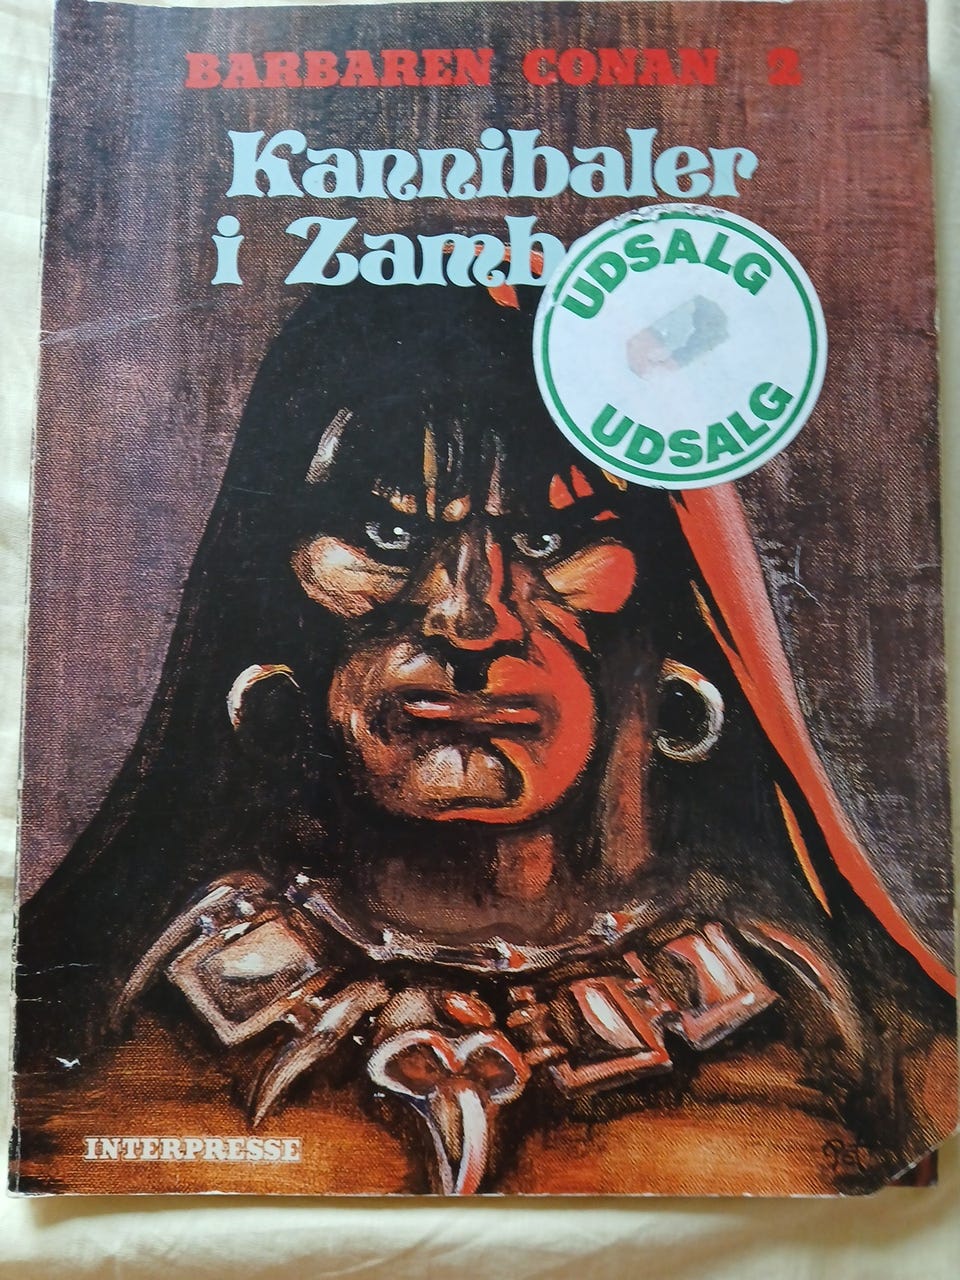 BARBAREN CONAN 2
Kannibaler
i Zamb
UDSALG
UDSALG
INTERPRESSE